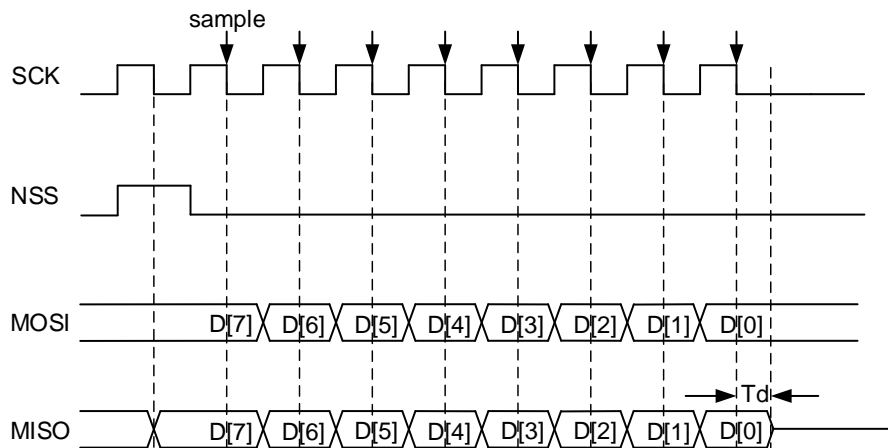 sample
SCK
NSS
MOSI D[7] D[6] D[5] D[4] D[3] D[2] D[1] D[0]
Td
MISO D[7] D[6] D[5] D[4] D[3] D[2] D[1] D[0]